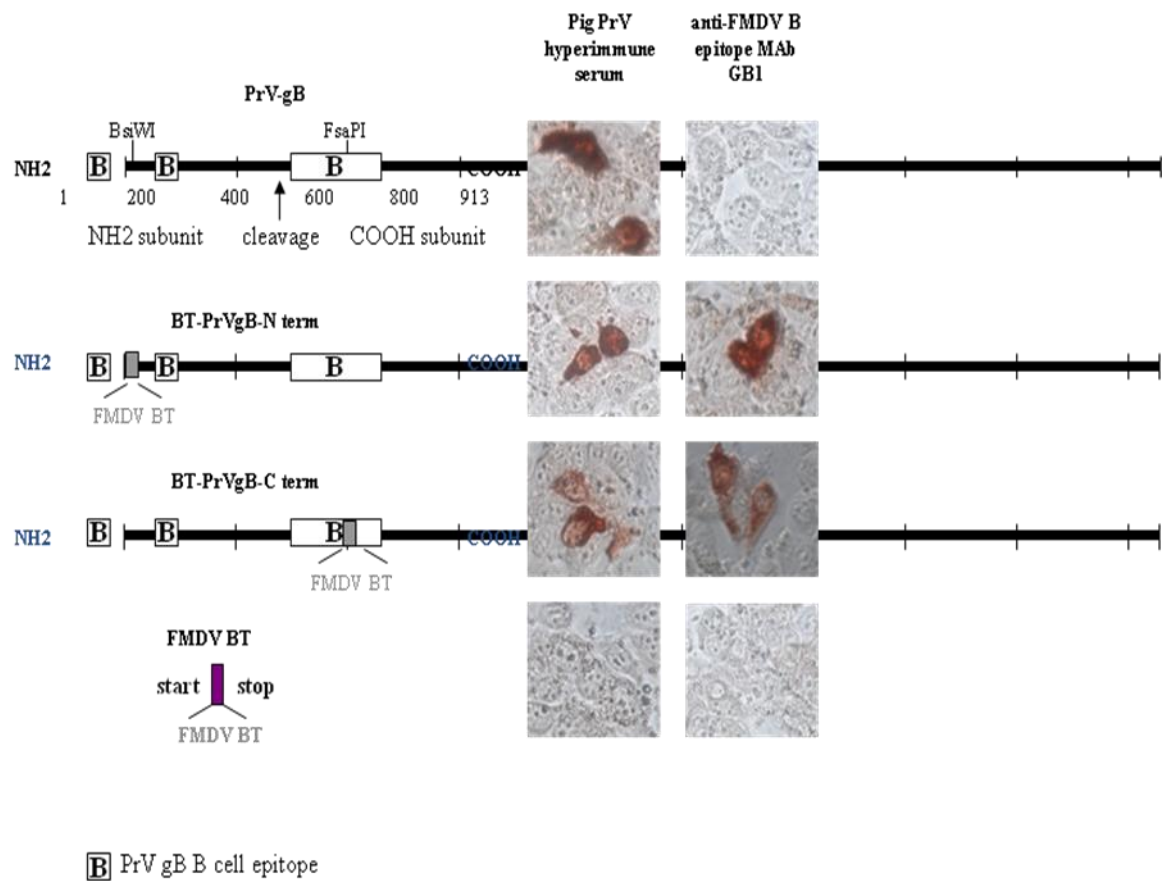 Pig PrV
hyperimmune
serum
anti-FMDV B
epitope MAb
GB1
PrV-gB
BsiWI
FsaPI
NH2 B B B COOH
1 200 400 600 800 913
NH2 subunit cleavage COOH subunit
BT-PrVgB-N term
NH2 B B B COOH
FMDV BT
BT-PrVgB-C term
NH2 B B B COOH
FMDV BT
FMDV BT
start stop
FMDV BT
B PrV gB B cell epitope